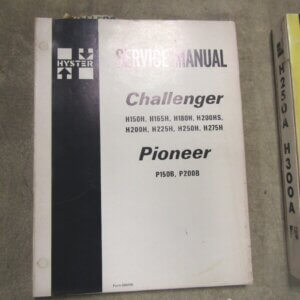 HYSTER
SERVICE MANUAL
Challenger
H150H, H165H, H180H, H200HS,
H200H, H225H, H250H, H275H
Pioneer
P150B, P200B
H250A H300A